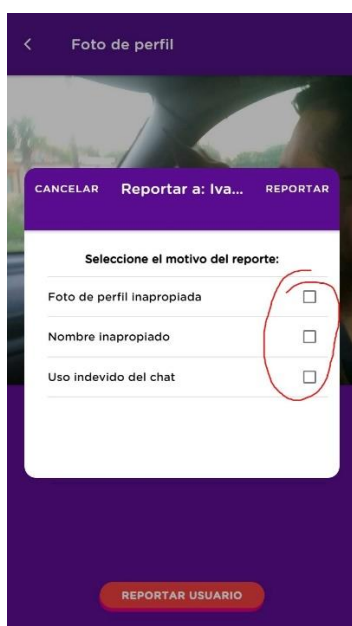 Foto de perfil
CANCELAR Reportar a: Iva... REPORTAR
Seleccione el motivo del reporte:
Foto de perfil inapropiada
Nombre inapropiado
Uso indevido del chat
REPORTAR USUARIO